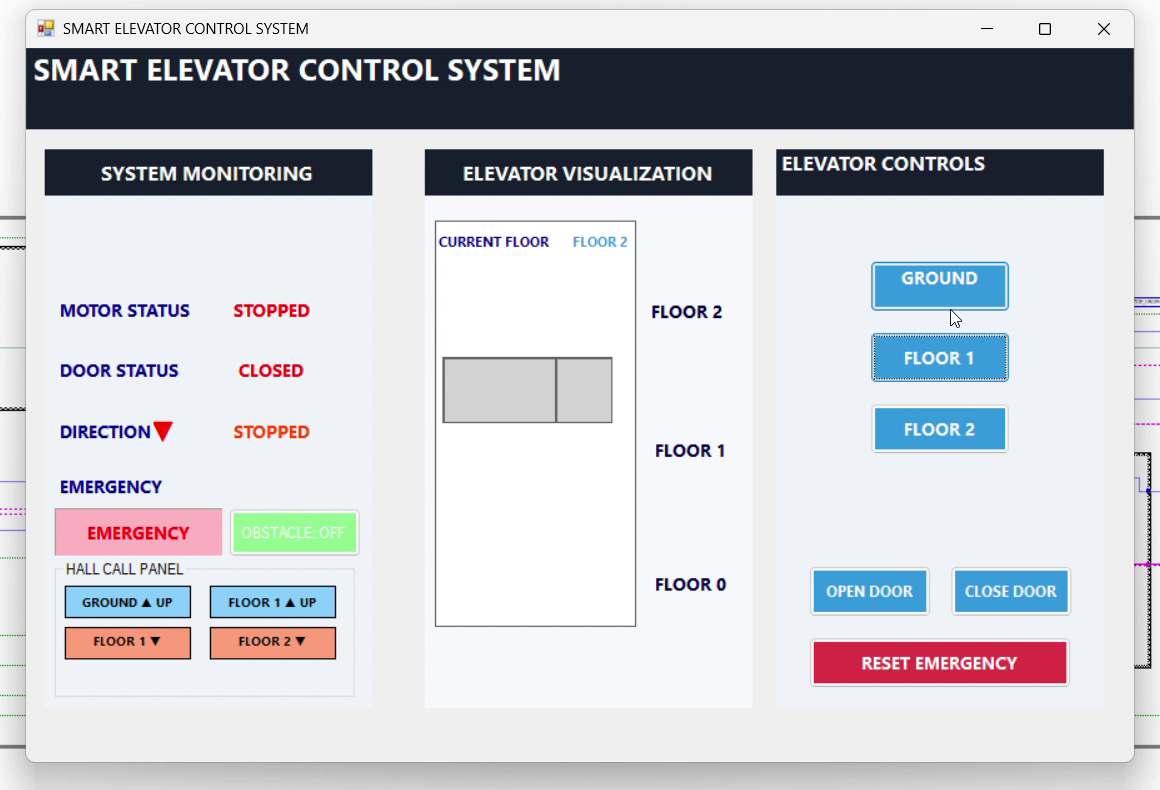 SMART ELEVATOR CONTROL SYSTEM
SMART ELEVATOR CONTROL SYSTEM
SYSTEM MONITORING
MOTOR STATUS STOPPED
DOOR STATUS CLOSED
DIRECTION▼ STOPPED
EMERGENCY
EMERGENCY OBSTACLE: OFF
HALL CALL PANEL
GROUND ▲ UP FLOOR 1 ▲ UP
FLOOR 1 ▼ FLOOR 2 ▼
ELEVATOR VISUALIZATION
CURRENT FLOOR FLOOR 2
FLOOR 2
FLOOR 1
FLOOR 0
ELEVATOR CONTROLS
GROUND
FLOOR 1
FLOOR 2
OPEN DOOR CLOSE DOOR
RESET EMERGENCY